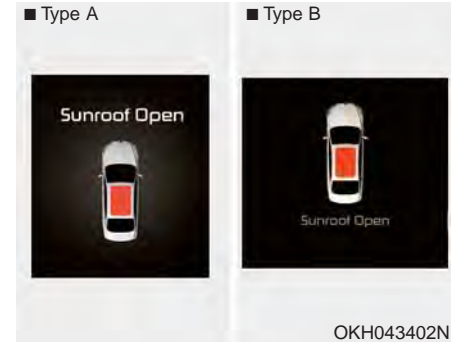 ■ Type A
■ Type B
Sunroof Open
Sunroof Open
OKH043402N